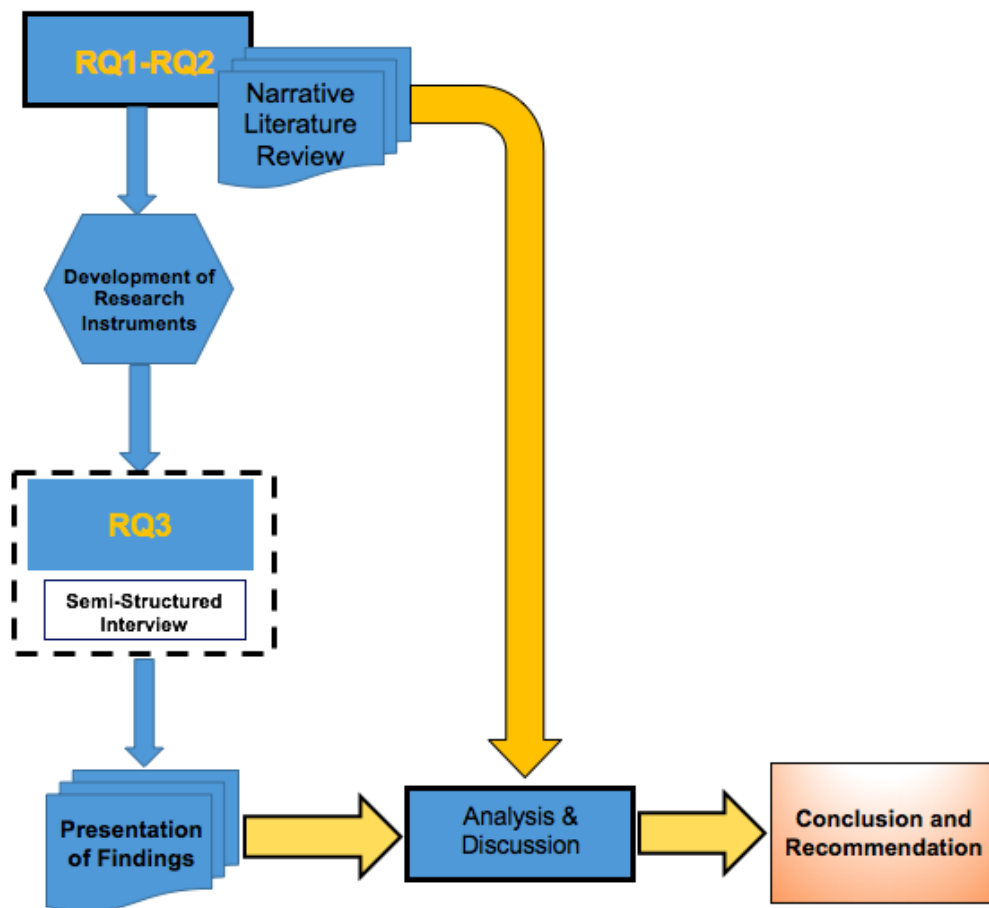 RQ1-RQ2
Narrative
Literature
Review
Development of
Research
Instruments
RQ3
Semi-Structured
Interview
Presentation
of Findings
Analysis &
Discussion
Conclusion and
Recommendation